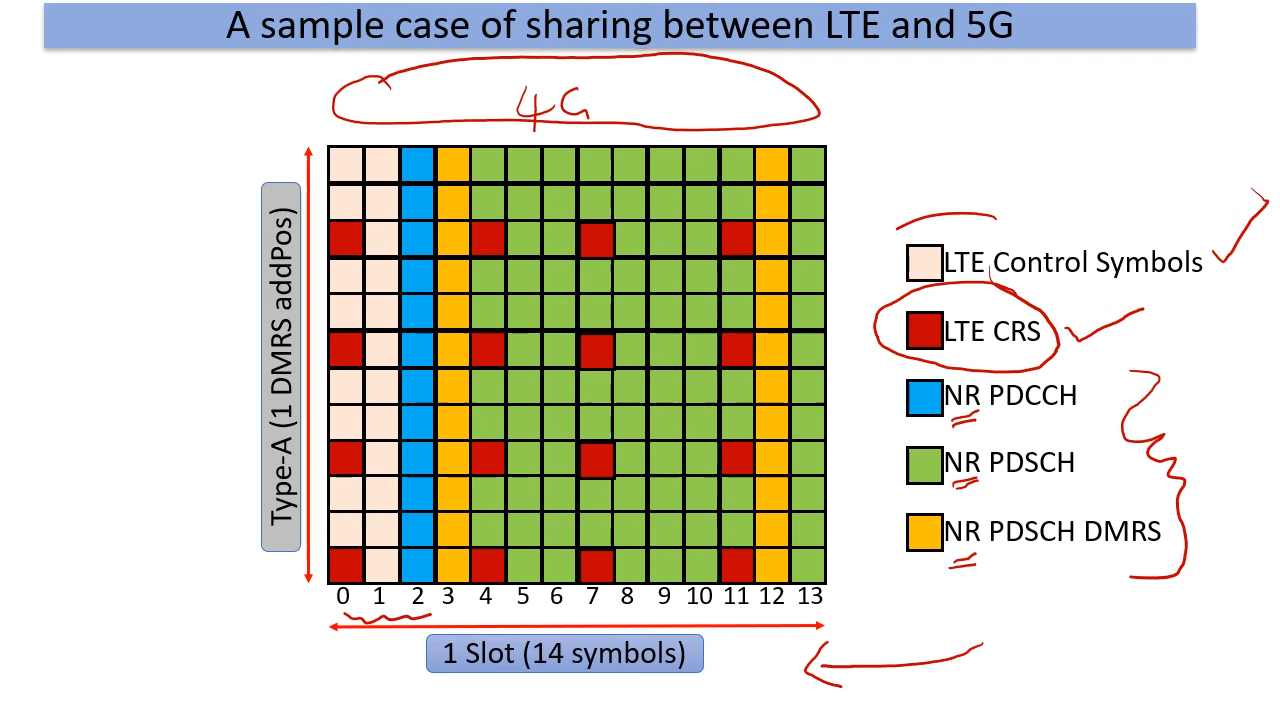 A sample case of sharing between LTE and 5G
4G
Type-A (1 DMRS addPos)
LTE Control Symbols
LTE CRS
NR PDCCH
NR PDSCH
NR PDSCH DMRS
0 1 2 3 4 5 6 7 8 9 10 11 12 13
1 Slot (14 symbols)